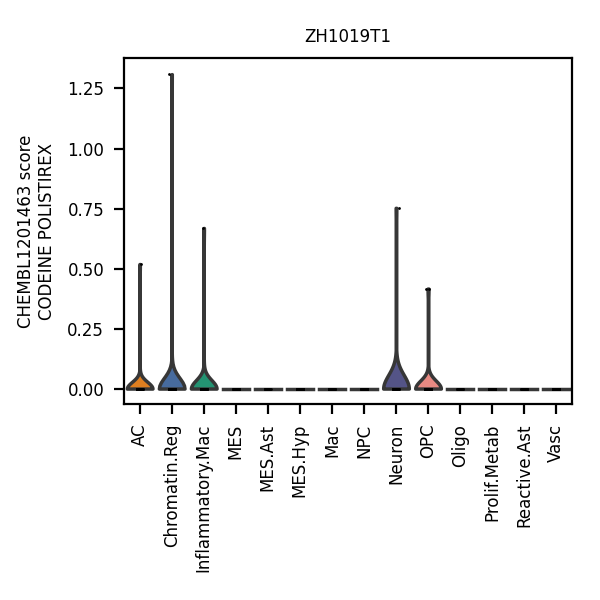 ZH1019T1
CHEMBL1201463 score
CODEINE POLISTIREX
1.25
1.00
0.75
0.50
0.25
0.00
AC
Chromatin.Reg
Inflammatory.Mac
MES
MES.Ast
MES.Hyp
Mac
NPC
Neuron
OPC
Oligo
Prolif.Metab
Reactive.Ast
Vasc